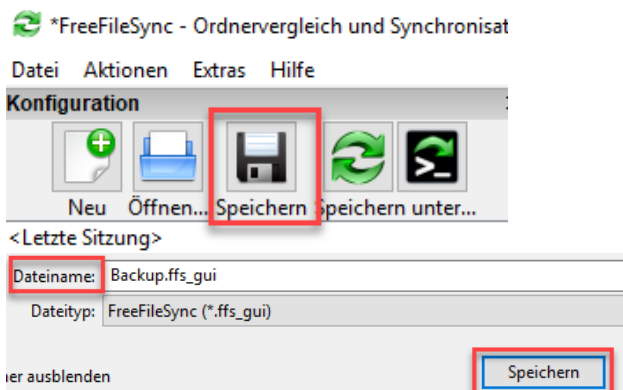 *FreeFileSync - Ordnervergleich und Synchronisat
Datei Aktionen Extras Hilfe
Konfiguration
Neu Öffnen... Speichern Speichern unter...
<Letzte Sitzung>
Dateiname: Backup.ffs_gui
Dateityp: FreeFileSync (*.ffs_gui)
ner ausblenden Speichern